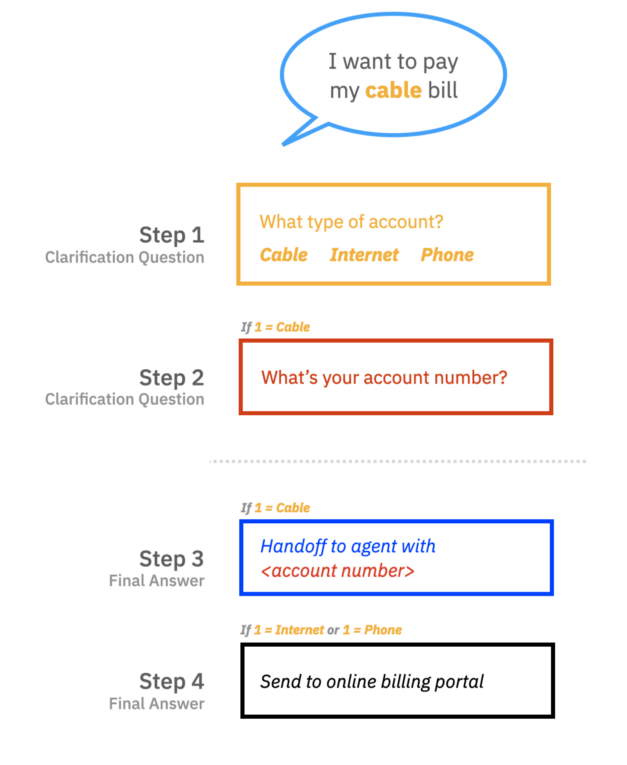 I want to pay
my cable bill
Step 1
Clarification Question
What type of account?
Cable Internet Phone
If 1 = Cable
Step 2
Clarification Question
What’s your account number?
If 1 = Cable
Step 3
Final Answer
Handoff to agent with
<account number>
If 1 = Internet or 1 = Phone
Step 4
Final Answer
Send to online billing portal